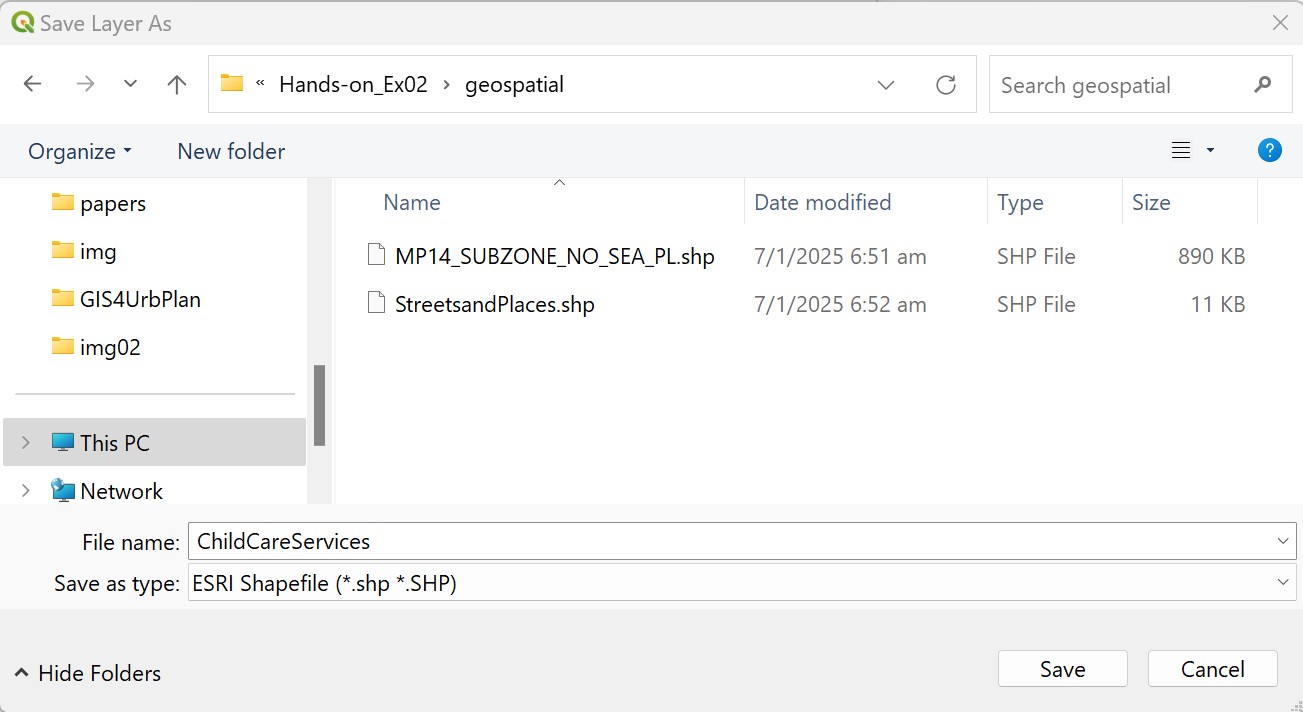 Save Layer As
« Hands-on_Ex02 › geospatial
Search geospatial
Organize
New folder
?
papers
img
GIS4UrbPlan
img02
This PC
Network
Name Date modified Type Size
MP14_SUBZONE_NO_SEA_PL.shp 7/1/2025 6:51 am SHP File 890 KB
StreetsandPlaces.shp 7/1/2025 6:52 am SHP File 11 KB
File name: ChildCareServices
Save as type: ESRI Shapefile (*.shp *.SHP)
Hide Folders
Save
Cancel